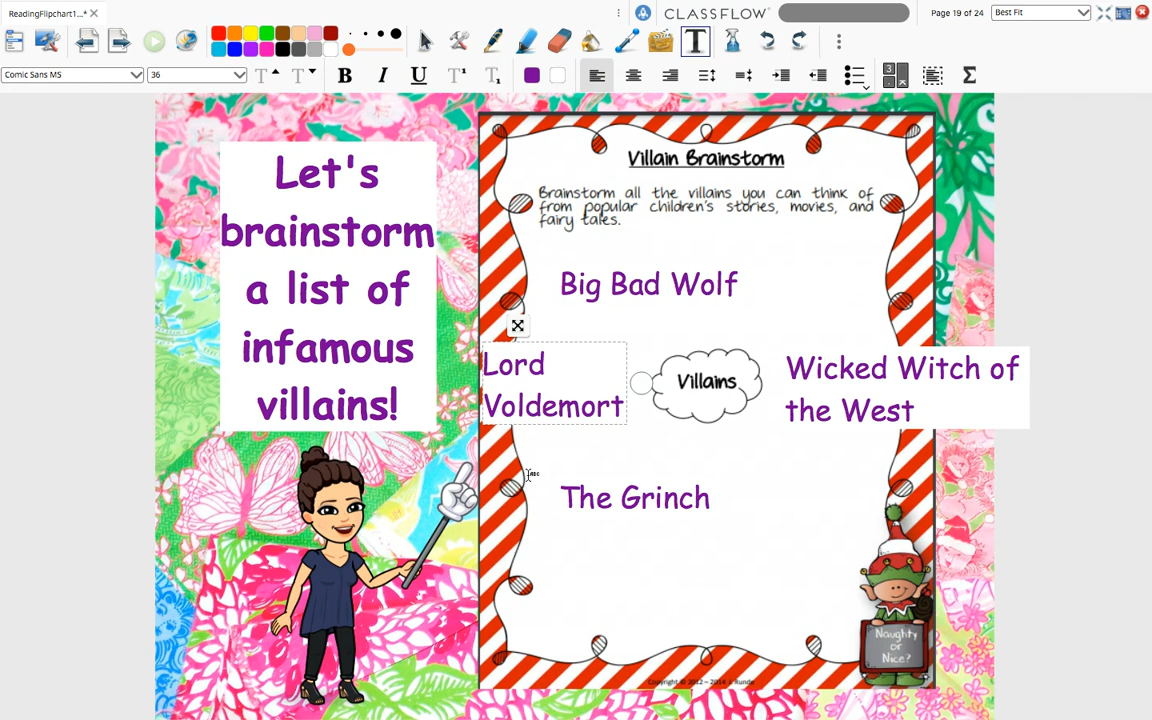 ReadingFlipchart1...*
CLASSFLOW
Page 19 of 24
Best Fit
Comic Sans MS
36
B I U T¹ T₁
Let's
brainstorm
a list of
infamous
villains!
Villain Brainstorm
Brainstorm all the villains you can think of
from popular children's stories, movies, and
fairy tales.
Big Bad Wolf
Lord
Voldemort
Villains
Wicked Witch of
the West
The Grinch
Naughty
or
Nice?